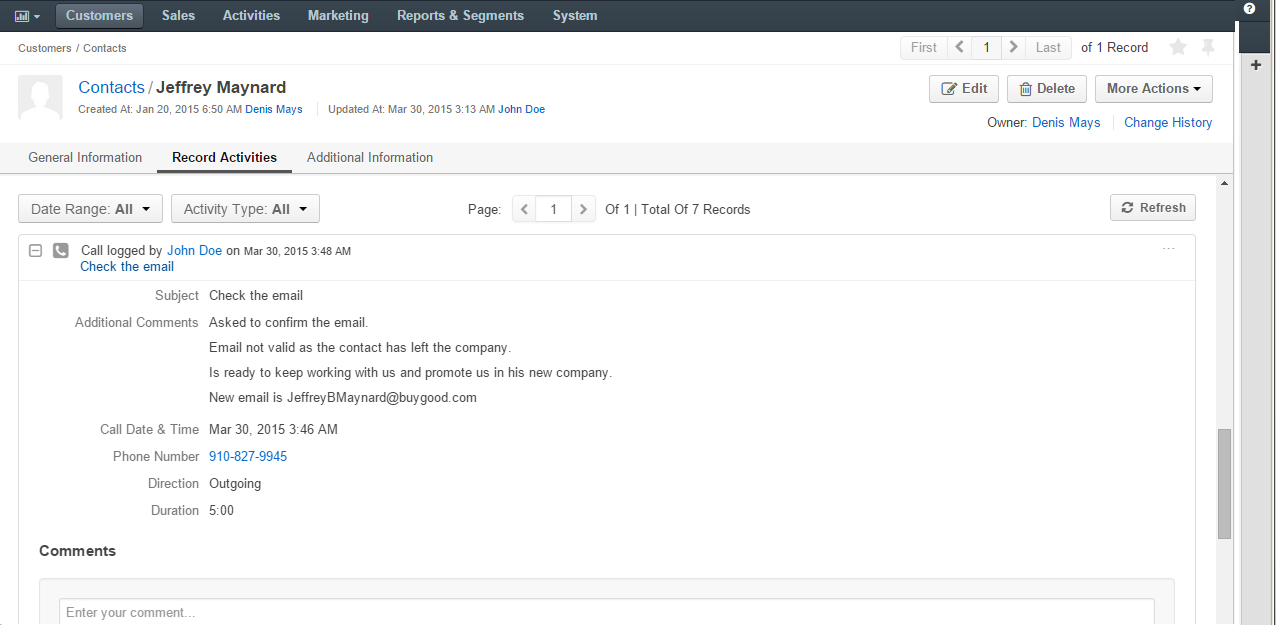 Customers Sales Activities Marketing Reports & Segments System ?
Customers / Contacts First 1 Last of 1 Record
Contacts / Jeffrey Maynard Edit Delete More Actions
Created At: Jan 20, 2015 6:50 AM Denis Mays Updated At: Mar 30, 2015 3:13 AM John Doe
Owner: Denis Mays Change History
General Information Record Activities Additional Information
Date Range: All Activity Type: All Page: 1 Of 1 | Total Of 7 Records Refresh
Call logged by John Doe on Mar 30, 2015 3:48 AM ...
Check the email
Subject Check the email
Additional Comments Asked to confirm the email.
Email not valid as the contact has left the company.
Is ready to keep working with us and promote us in his new company.
New email is JeffreyBMaynard@buygood.com
Call Date & Time Mar 30, 2015 3:46 AM
Phone Number 910-827-9945
Direction Outgoing
Duration 5:00
Comments
Enter your comment...